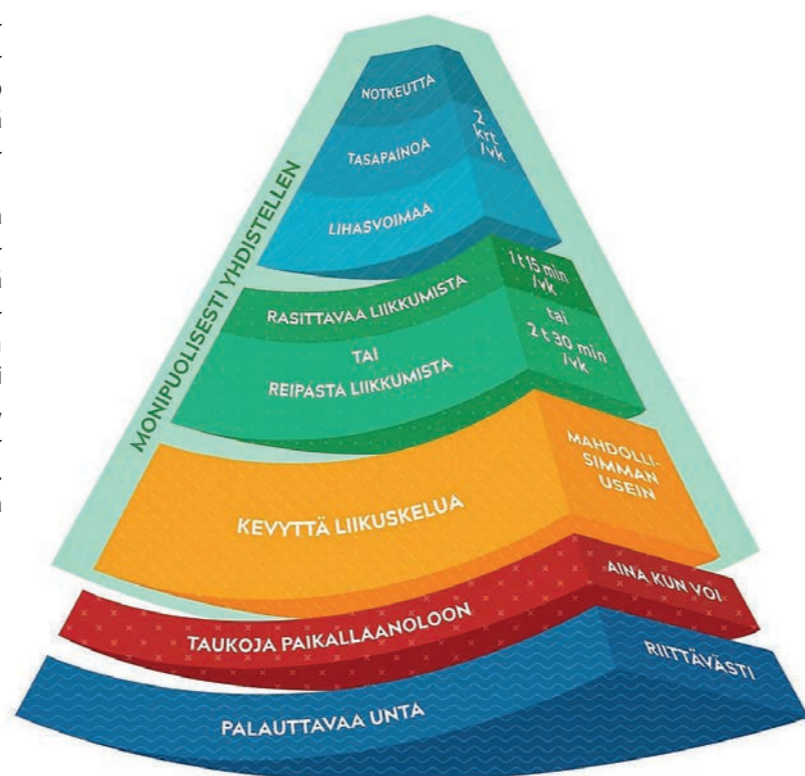 MONIPUOLISESTI YHDISTELLEN
NOTKEUTTA
TASAPAINOA
LIHASVOIMAA
2
krt
/vk
RASITTAVAA LIIKKUMISTA
1 t 15 min
/vk
TAI
REIPASTA LIIKKUMISTA
tai
2 t 30 min
/vk
KEVYTTÄ LIIKUSKELUA
MAHDOLLI-
SIMMAN
USEIN
TAUKOJA PAIKALLAANOLOON
AINA KUN VOI
PALAUTTAVAA UNTA
RIITTÄVÄSTI